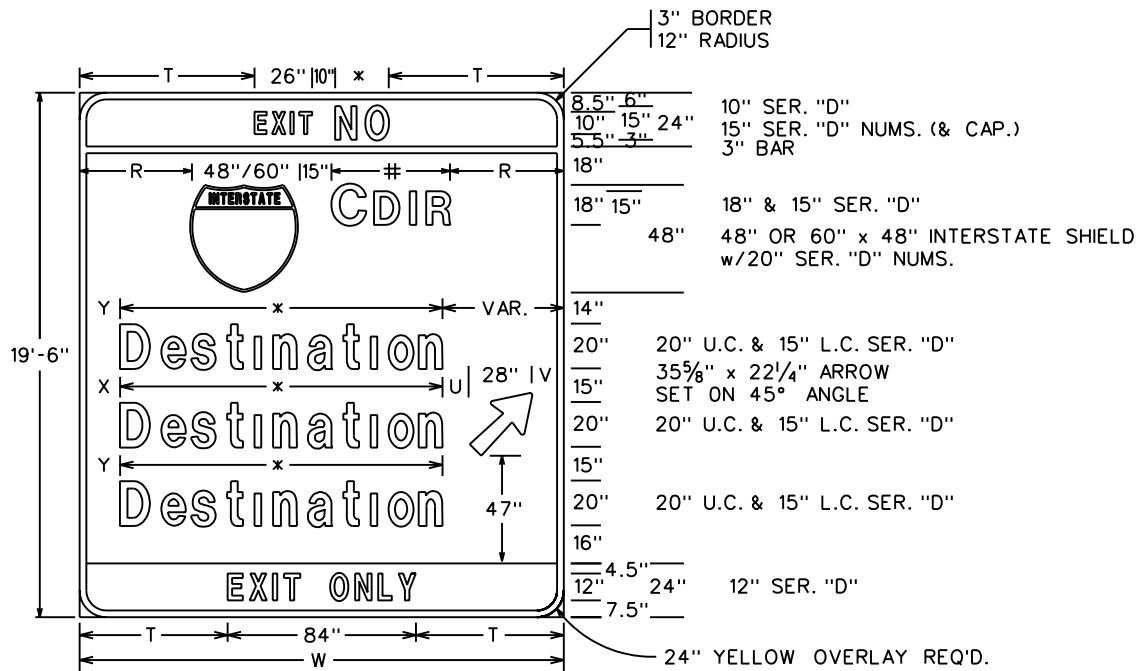 3" BORDER
12" RADIUS
T 26" 10" * T
8.5" 6" 10" SER. "D"
EXIT NO 10" 15" 24" 15" SER. "D" NUMS. (& CAP.)
5.5" 3" 3" BAR
R 48"/60" 15" # R 18"
INTERSTATE CDIR 18" 15" 18" & 15" SER. "D"
48" 48" OR 60" x 48" INTERSTATE SHIELD
w/20" SER. "D" NUMS.
Y * VAR. 14"
19'-6" Destination 20" 20" U.C. & 15" L.C. SER. "D"
X * U 28" V 15" 35⅝" x 22¼" ARROW
SET ON 45° ANGLE
Destination 20" 20" U.C. & 15" L.C. SER. "D"
Y * 15"
Destination 47" 20" 20" U.C. & 15" L.C. SER. "D"
16"
4.5"
EXIT ONLY 12" 24" 12" SER. "D"
7.5"
T 84" T
W 24" YELLOW OVERLAY REQ'D.